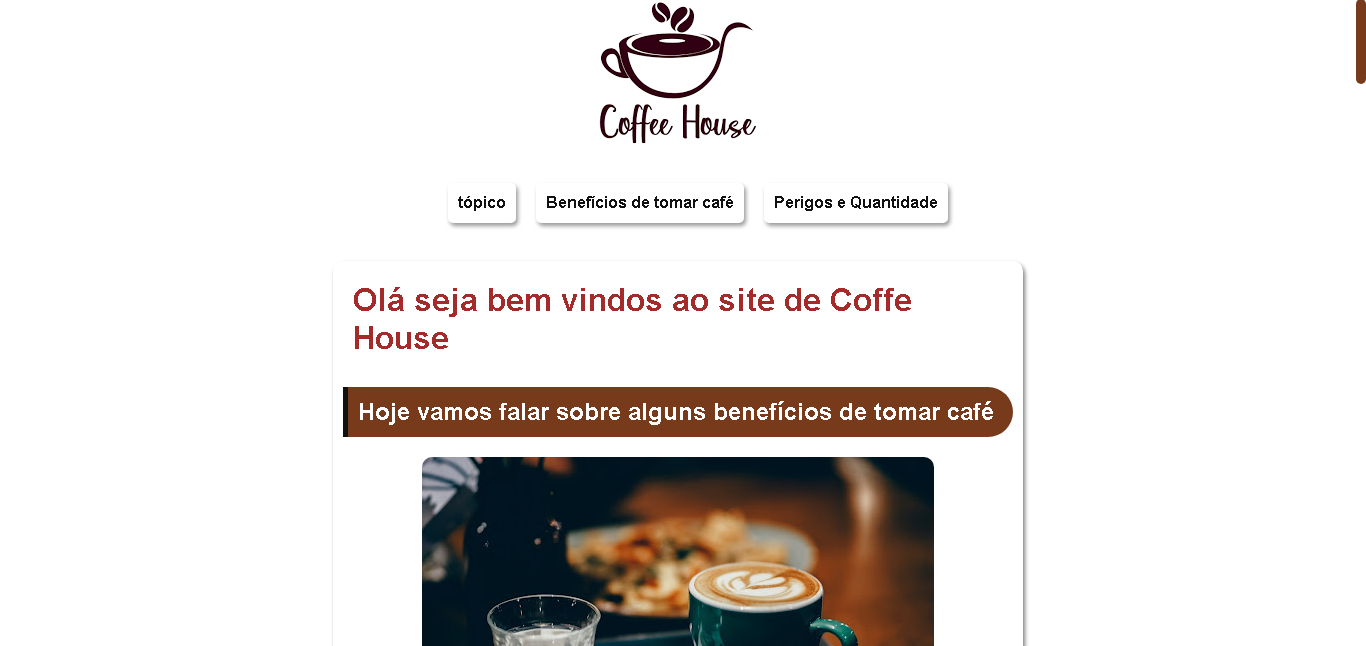 Coffee House
tópico
Benefícios de tomar café
Perigos e Quantidade
Olá seja bem vindos ao site de Coffe
House
Hoje vamos falar sobre alguns benefícios de tomar café